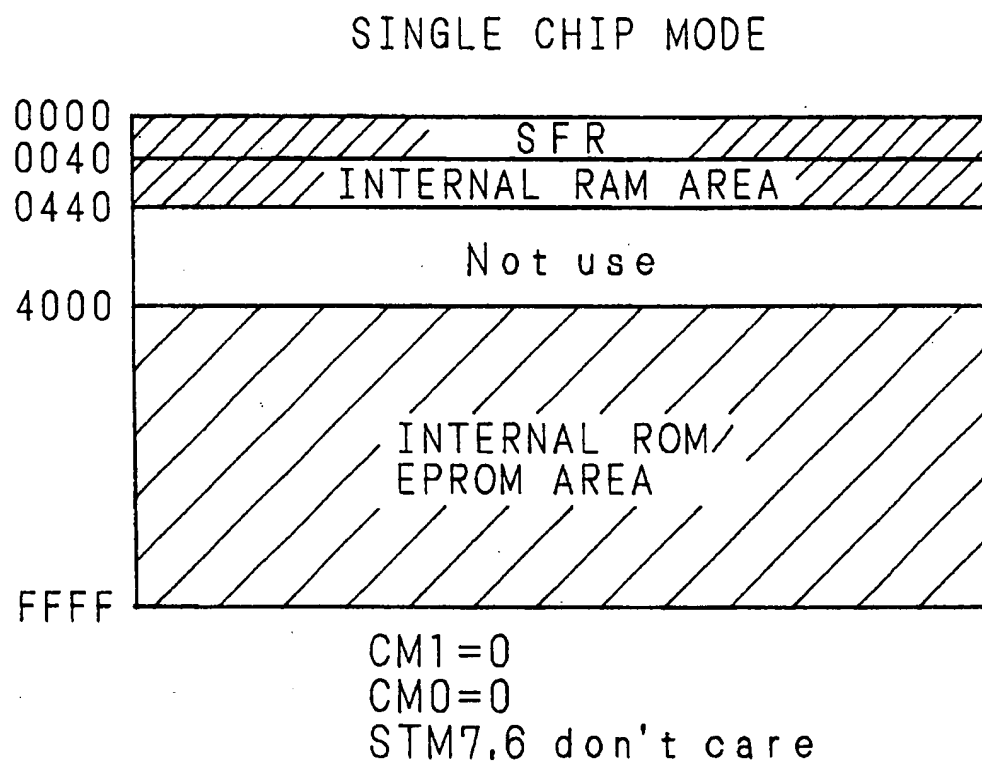 SINGLE CHIP MODE
0000
SFR
0040
INTERNAL RAM AREA
0440
Not use
4000
INTERNAL ROM/
EPROM AREA
FFFF
CM1=0
CM0=0
STM7,6 don't care